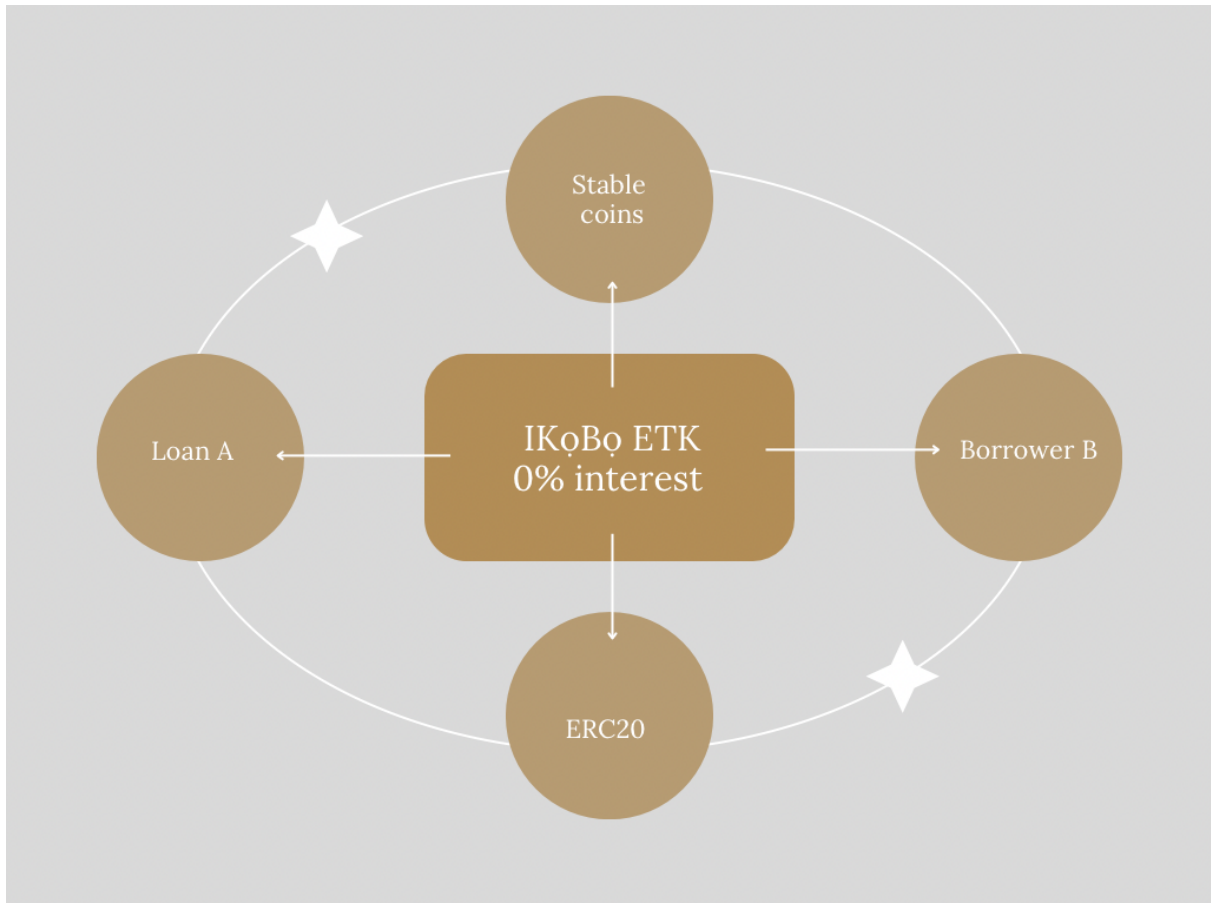 Stable
coins
IKọBọ ETK
0% interest
Loan A
Borrower B
ERC20